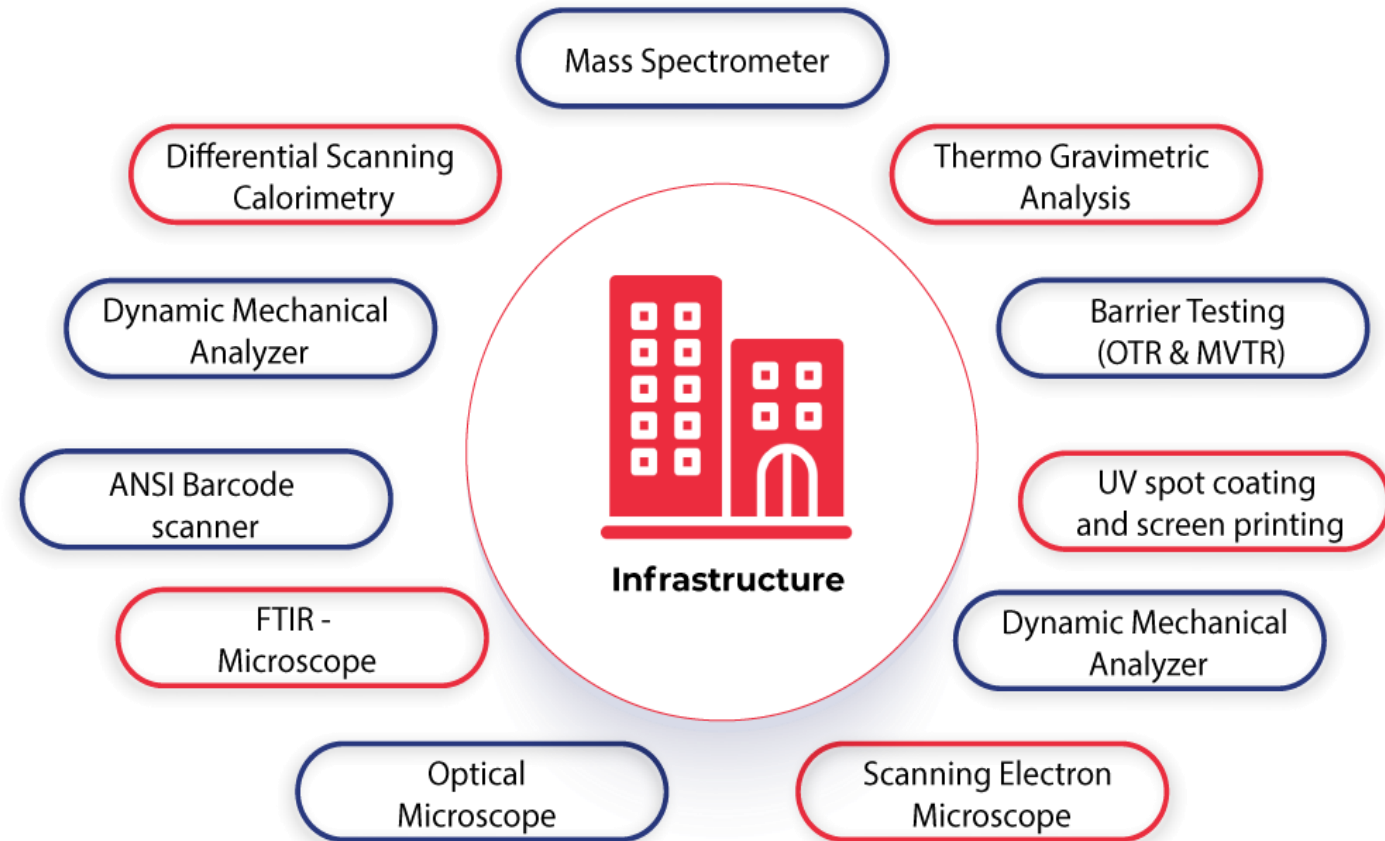 Mass Spectrometer
Differential Scanning
Calorimetry
Thermo Gravimetric
Analysis
Dynamic Mechanical
Analyzer
Barrier Testing
(OTR & MVTR)
ANSI Barcode
scanner
UV spot coating
and screen printing
Infrastructure
FTIR -
Microscope
Dynamic Mechanical
Analyzer
Optical
Microscope
Scanning Electron
Microscope